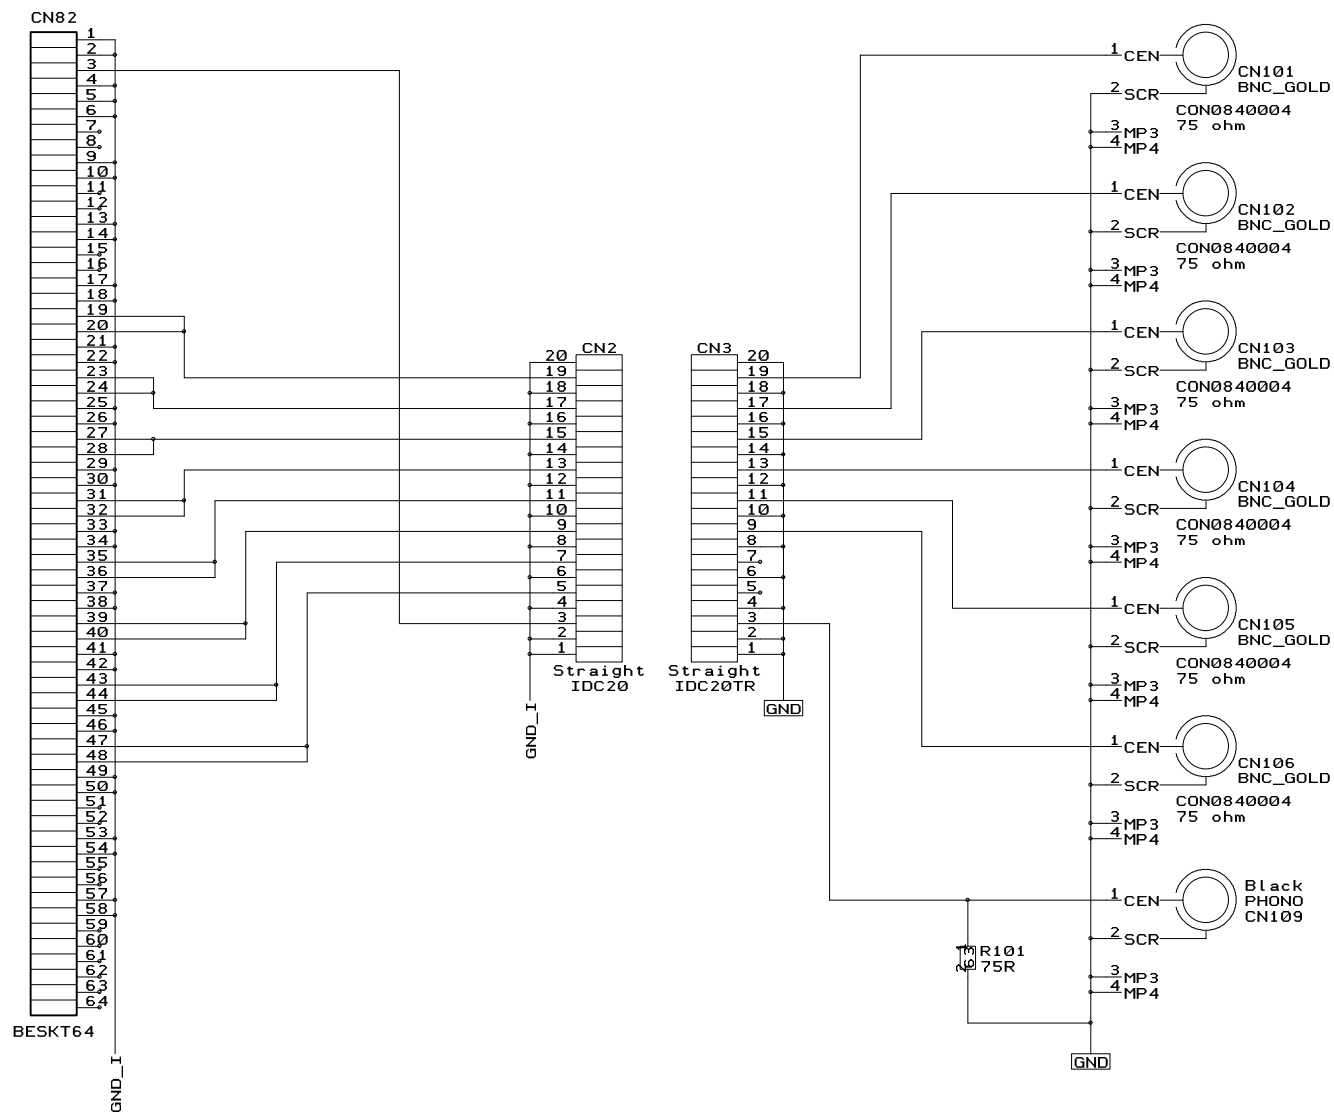 CN82
1
2
3
4
5
6
7
8
9
10
11
12
13
14
15
16
17
18
19
20
21
22
23
24
25
26
27
28
29
30
31
32
33
34
35
36
37
38
39
40
41
42
43
44
45
46
47
48
49
50
51
52
53
54
55
56
57
58
59
60
61
62
63
64
BESKT64
GND_I
CN2
20
19
18
17
16
15
14
13
12
11
10
9
8
7
6
5
4
3
2
1
Straight
IDC20
GND_I
CN3
20
19
18
17
16
15
14
13
12
11
10
9
8
7
6
5
4
3
2
1
Straight
IDC20TR
GND
1 CEN
2 SCR
3 MP3
4 MP4
CN101
BNC_GOLD
CON0840004
75 ohm
1 CEN
2 SCR
3 MP3
4 MP4
CN102
BNC_GOLD
CON0840004
75 ohm
1 CEN
2 SCR
3 MP3
4 MP4
CN103
BNC_GOLD
CON0840004
75 ohm
1 CEN
2 SCR
3 MP3
4 MP4
CN104
BNC_GOLD
CON0840004
75 ohm
1 CEN
2 SCR
3 MP3
4 MP4
CN105
BNC_GOLD
CON0840004
75 ohm
1 CEN
2 SCR
3 MP3
4 MP4
CN106
BNC_GOLD
CON0840004
75 ohm
1 CEN
2 SCR
3 MP3
4 MP4
Black
PHONO
CN109
R101
75R
GND